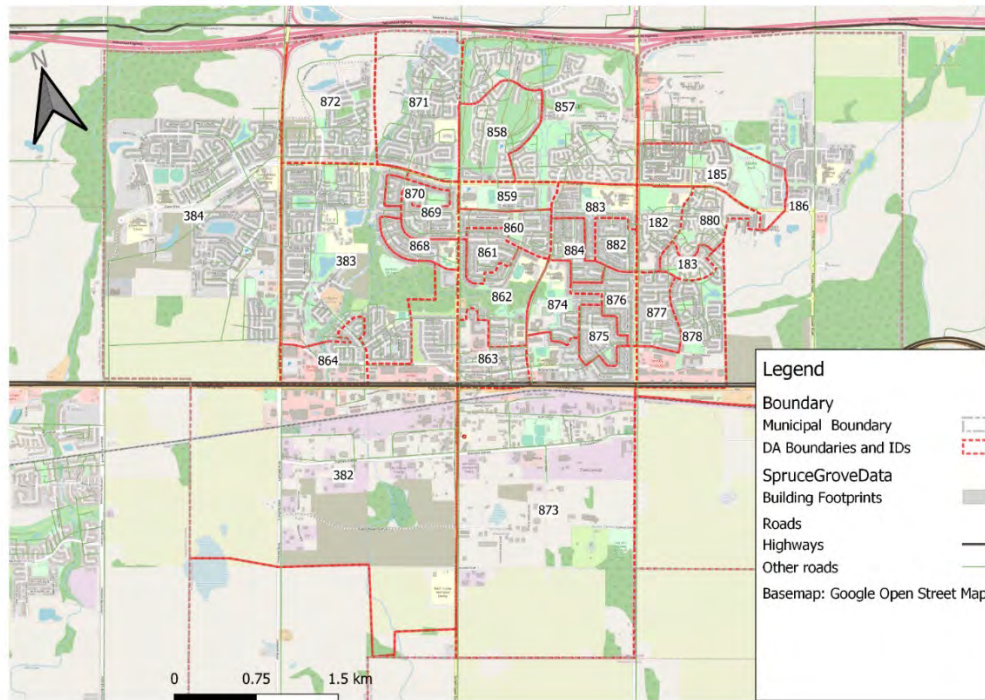 N
872
871
857
858
185
186
870
859
883
869
384
860
182
880
868
861
884
882
383
183
862
874
876
877
875
878
864
863
382
873
Legend
Boundary
Municipal Boundary
DA Boundaries and IDs
SpruceGroveData
Building Footprints
Roads
Highways
Other roads
Basemap: Google Open Street Map
0 0.75 1.5 km